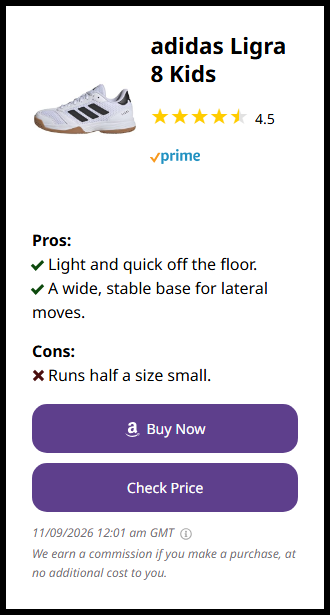 adidas Ligra
8 Kids
4.5
prime
Pros:
Light and quick off the floor.
A wide, stable base for lateral
moves.
Cons:
Runs half a size small.
Buy Now
Check Price
11/09/2026 12:01 am GMT
We earn a commission if you make a purchase, at
no additional cost to you.